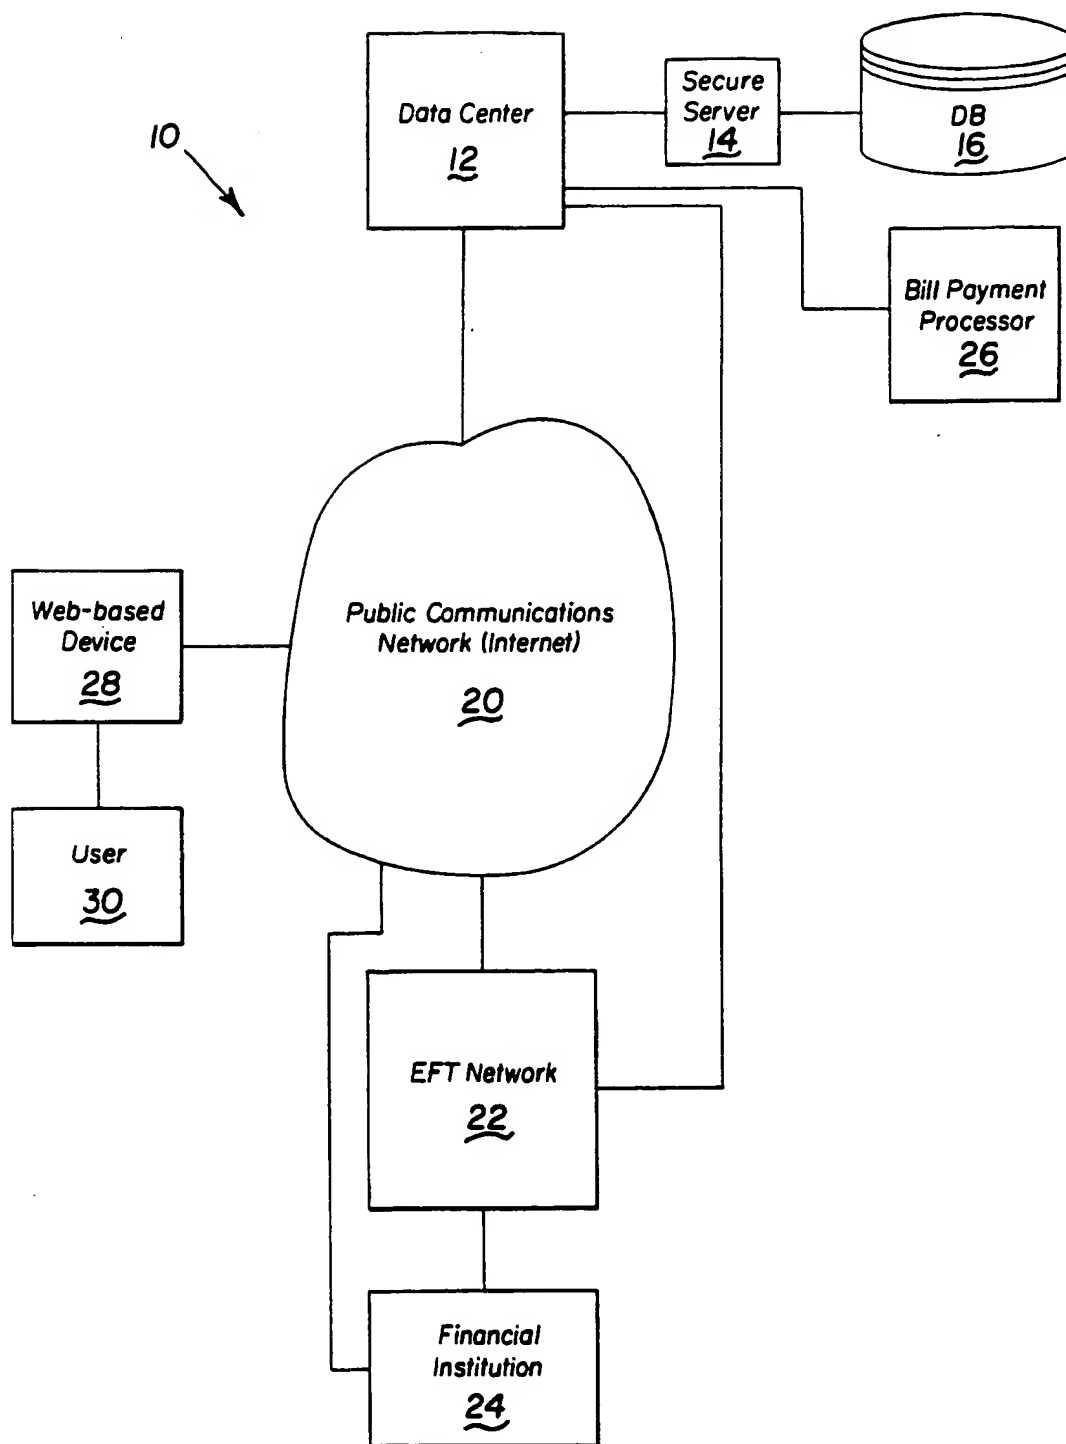 10
Data Center
12
Secure
Server
14
DB
16
Bill Payment
Processor
26
Public Communications
Network (Internet)
20
Web-based
Device
28
User
30
EFT Network
22
Financial
Institution
24